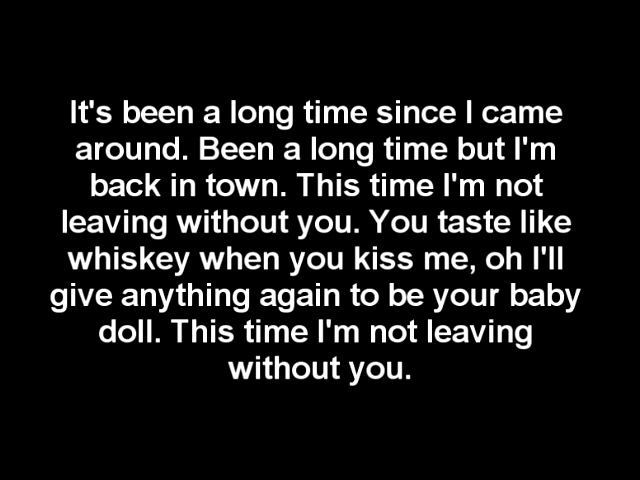 It's been a long time since I came
around. Been a long time but I'm
back in town. This time I'm not
leaving without you. You taste like
whiskey when you kiss me, oh I'll
give anything again to be your baby
doll. This time I'm not leaving
without you.